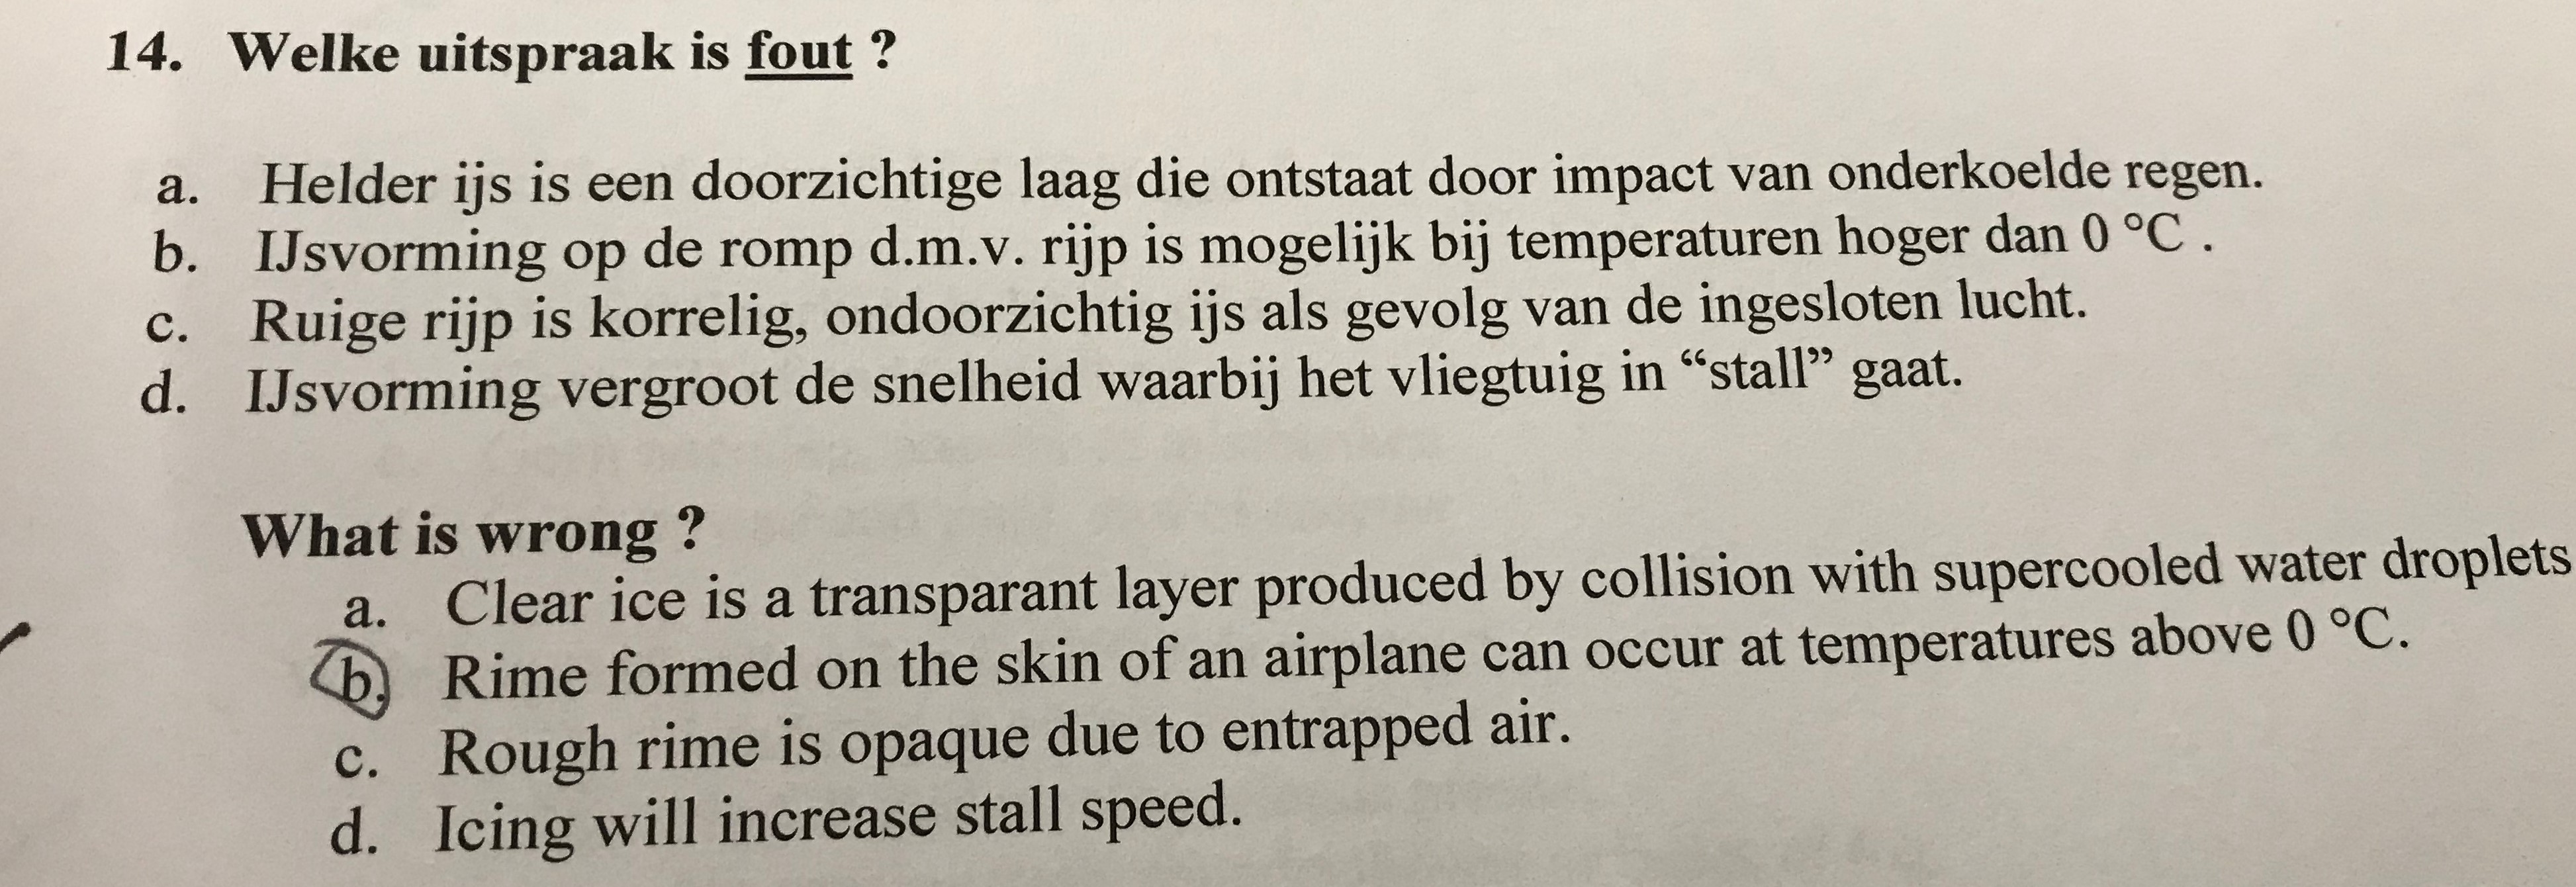 14. Welke uitspraak is fout ?
a. Helder ijs is een doorzichtige laag die ontstaat door impact van onderkoelde regen.
b. IJsvorming op de romp d.m.v. rijp is mogelijk bij temperaturen hoger dan 0 °C .
c. Ruige rijp is korrelig, ondoorzichtig ijs als gevolg van de ingesloten lucht.
d. IJsvorming vergroot de snelheid waarbij het vliegtuig in “stall” gaat.
What is wrong ?
a. Clear ice is a transparant layer produced by collision with supercooled water droplets
b. Rime formed on the skin of an airplane can occur at temperatures above 0 °C.
c. Rough rime is opaque due to entrapped air.
d. Icing will increase stall speed.